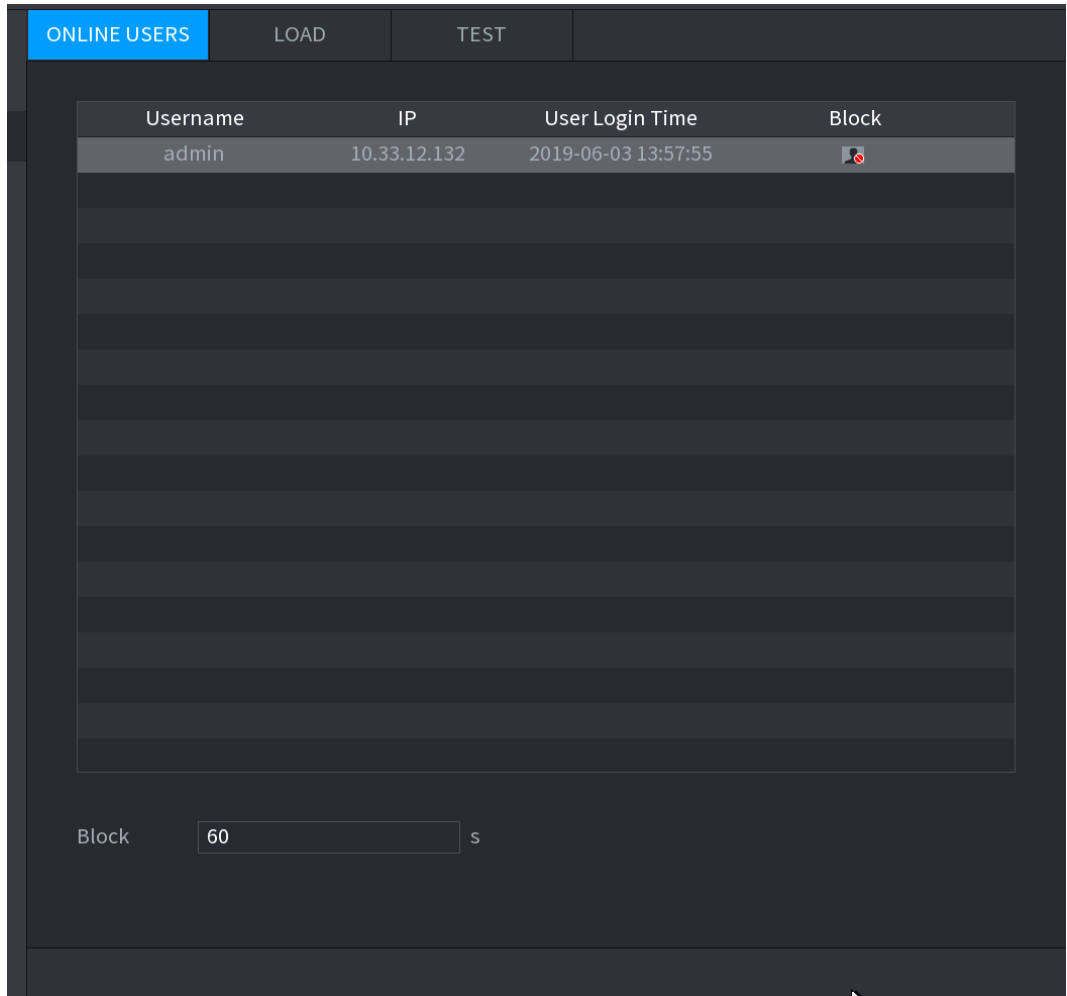 ONLINE USERS LOAD TEST
Username IP User Login Time Block
admin 10.33.12.132 2019-06-03 13:57:55
Block 60 s